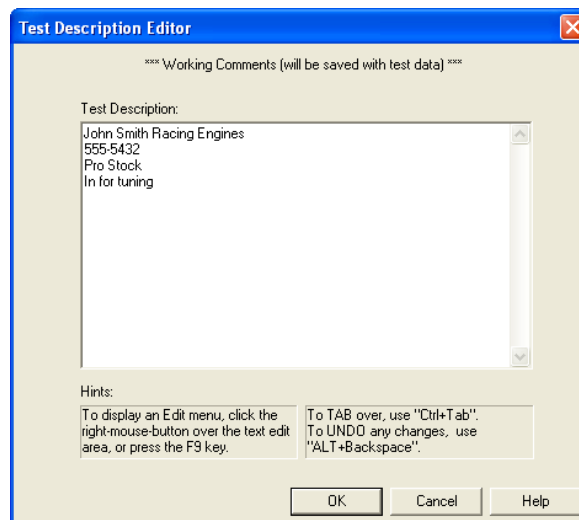 Test Description Editor
*** Working Comments (will be saved with test data) ***
Test Description:
John Smith Racing Engines
555-5432
Pro Stock
In for tuning
Hints:
To display an Edit menu, click the
right-mouse-button over the text edit
area, or press the F9 key.
To TAB over, use "Ctrl+Tab".
To UNDO any changes, use
"ALT+Backspace".
OK
Cancel
Help